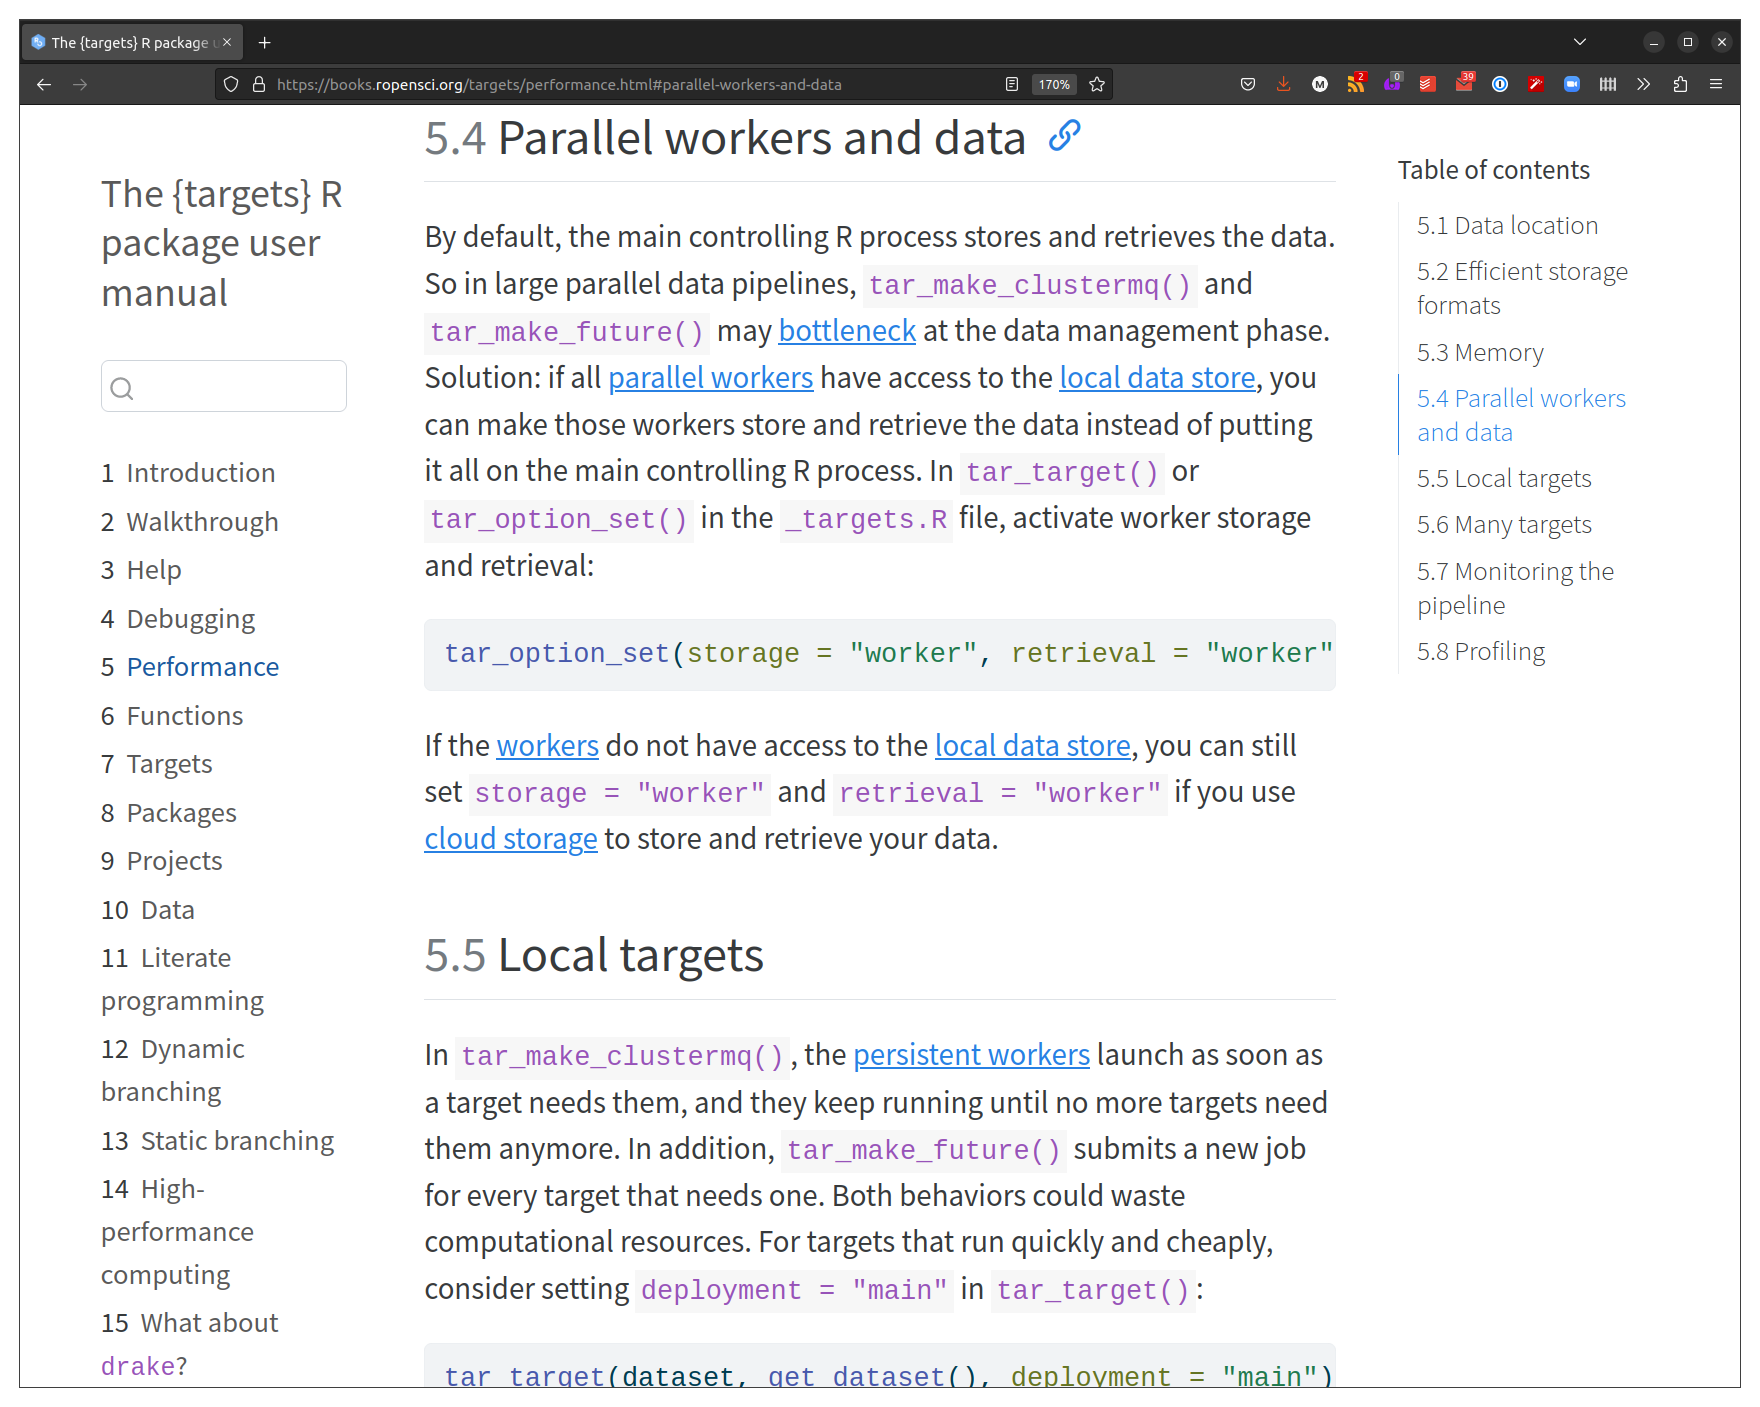 The {targets} R package u
https://books.ropensci.org/targets/performance.html#parallel-workers-and-data
170%
2
0
39
The {targets} R
package user
manual
1 Introduction
2 Walkthrough
3 Help
4 Debugging
5 Performance
6 Functions
7 Targets
8 Packages
9 Projects
10 Data
11 Literate
programming
12 Dynamic
branching
13 Static branching
14 High-
performance
computing
15 What about
drake?
5.4 Parallel workers and data
By default, the main controlling R process stores and retrieves the data.
So in large parallel data pipelines, tar_make_clustermq() and
tar_make_future() may bottleneck at the data management phase.
Solution: if all parallel workers have access to the local data store, you
can make those workers store and retrieve the data instead of putting
it all on the main controlling R process. In tar_target() or
tar_option_set() in the _targets.R file, activate worker storage
and retrieval:
tar_option_set(storage = "worker", retrieval = "worker"
If the workers do not have access to the local data store, you can still
set storage = "worker" and retrieval = "worker" if you use
cloud storage to store and retrieve your data.
5.5 Local targets
In tar_make_clustermq(), the persistent workers launch as soon as
a target needs them, and they keep running until no more targets need
them anymore. In addition, tar_make_future() submits a new job
for every target that needs one. Both behaviors could waste
computational resources. For targets that run quickly and cheaply,
consider setting deployment = "main" in tar_target():
tar_target(dataset, get_dataset(), deployment = "main")
Table of contents
5.1 Data location
5.2 Efficient storage
formats
5.3 Memory
5.4 Parallel workers
and data
5.5 Local targets
5.6 Many targets
5.7 Monitoring the
pipeline
5.8 Profiling